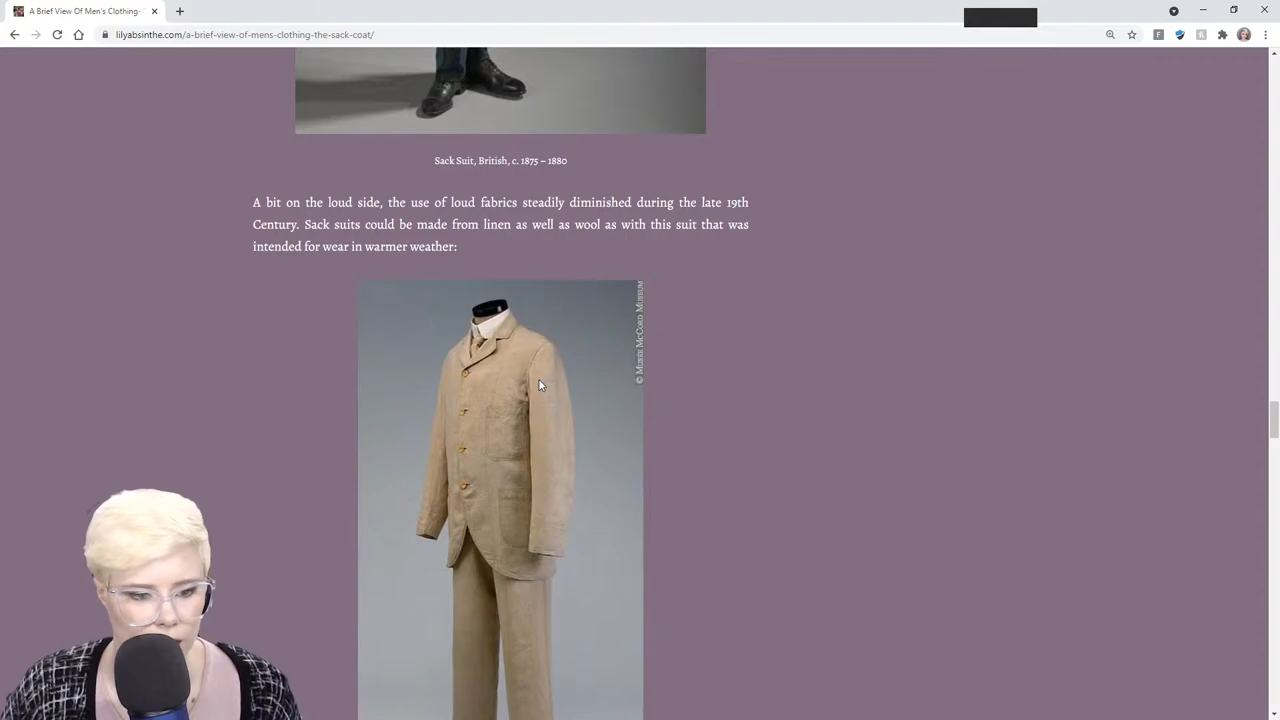 A Brief View Of Men's Clothing-
lilyabsinthe.com/a-brief-view-of-mens-clothing-the-sack-coat/
Sack Suit, British, c. 1875 – 1880
A bit on the loud side, the use of loud fabrics steadily diminished during the late 19th
Century. Sack suits could be made from linen as well as wool as with this suit that was
intended for wear in warmer weather:
© Musée McCord Museum